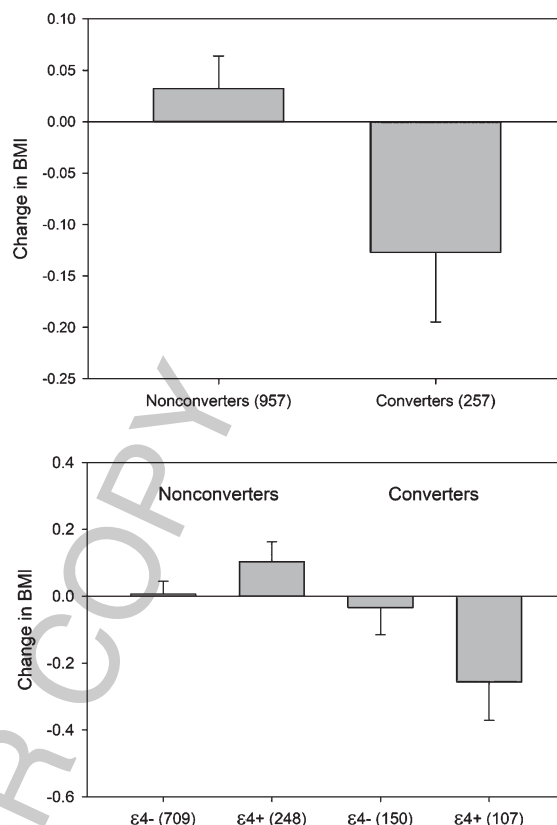 0.10
0.05
0.00
-0.05
-0.10
-0.15
-0.20
-0.25
Change in BMI
Nonconverters (957) Converters (257)
0.4
0.2
0.0
-0.2
-0.4
-0.6
Change in BMI
Nonconverters Converters
ε4- (709) ε4+ (248) ε4- (150) ε4+ (107)
R COPY